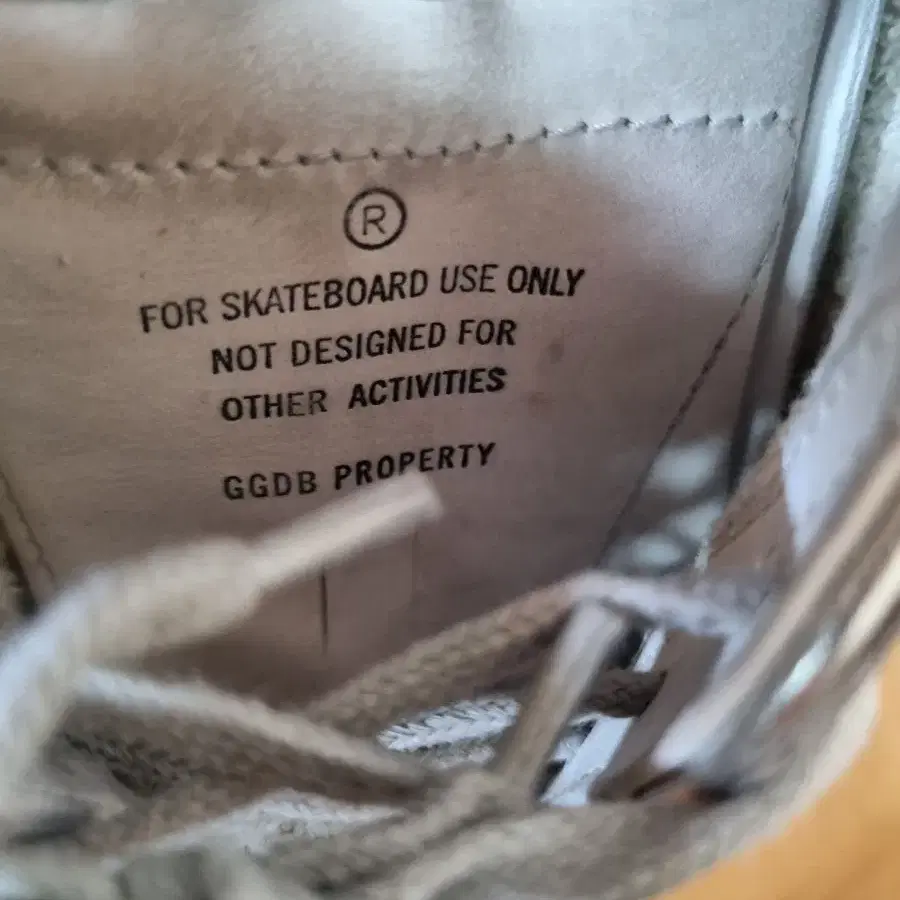 ®
FOR SKATEBOARD USE ONLY
NOT DESIGNED FOR
OTHER ACTIVITIES
GGDB PROPERTY